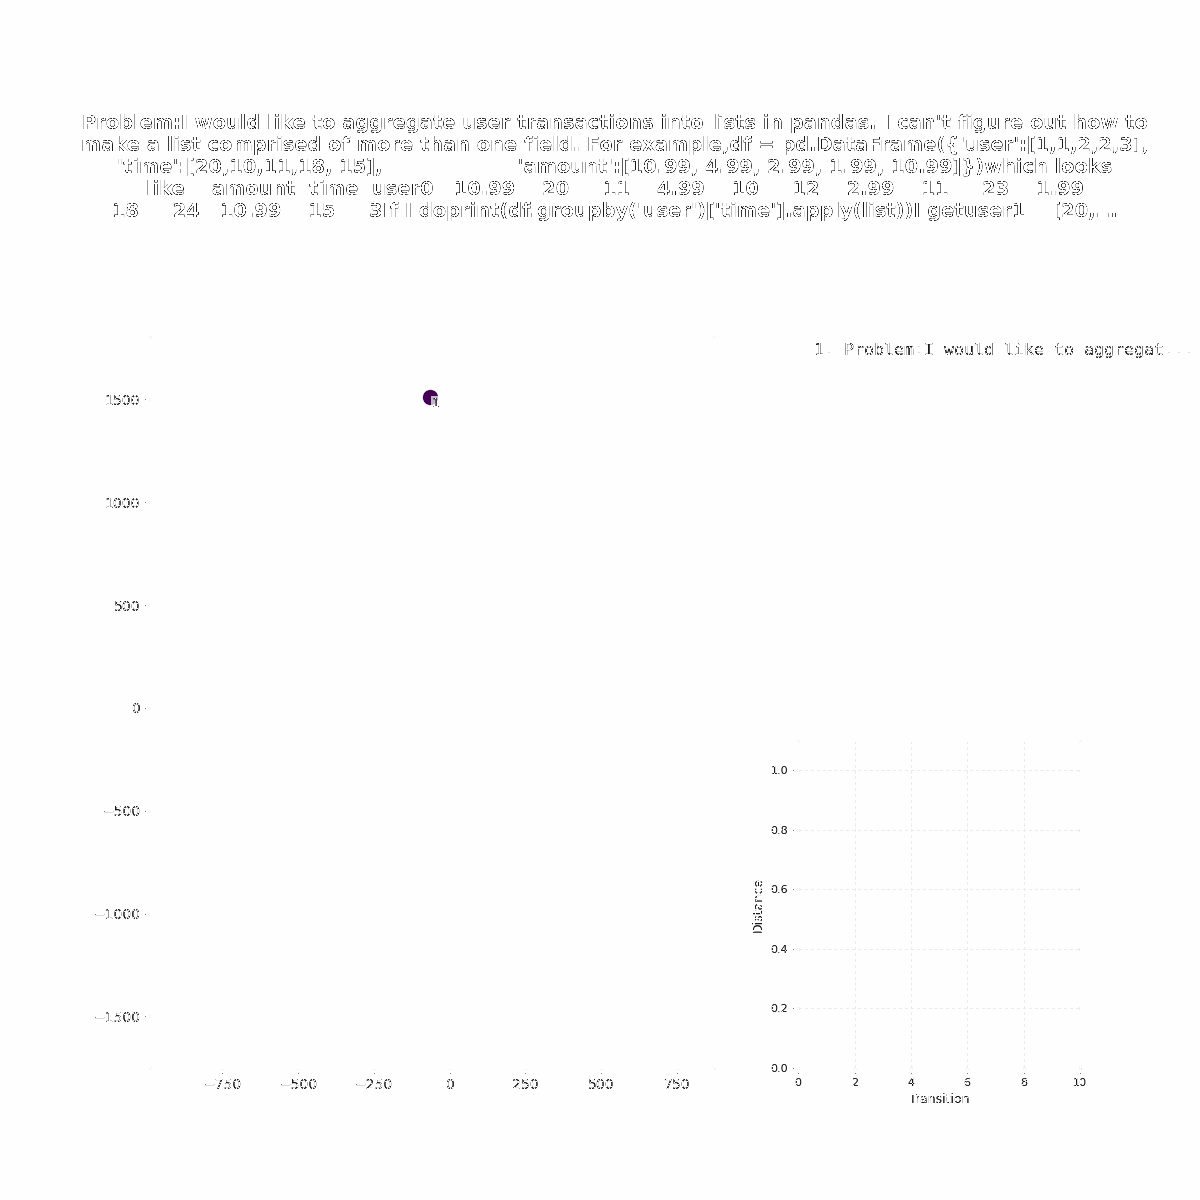 Problem:I would like to aggregate user transactions into lists in pandas. I can't figure out how to
make a list comprised of more than one field. For example,df = pd.DataFrame({'user':[1,1,2,2,3],
'time':[20,10,11,18, 15], 'amount':[10.99, 4.99, 2.99, 1.99, 10.99]})which looks
like amount time user0 10.99 20 11 4.99 10 12 2.99 11 23 1.99
18 24 10.99 15 3If I doprint(df.groupby('user')['time'].apply(list))I getuser1 [20,...
1. Problem:I would like to aggregat...
1500
1000
500
0
−500
−1000
−1500
−750 −500 −250 0 250 500 750
1.0
0.8
0.6
0.4
0.2
0.0
Distance
0 2 4 6 8 10
Transition